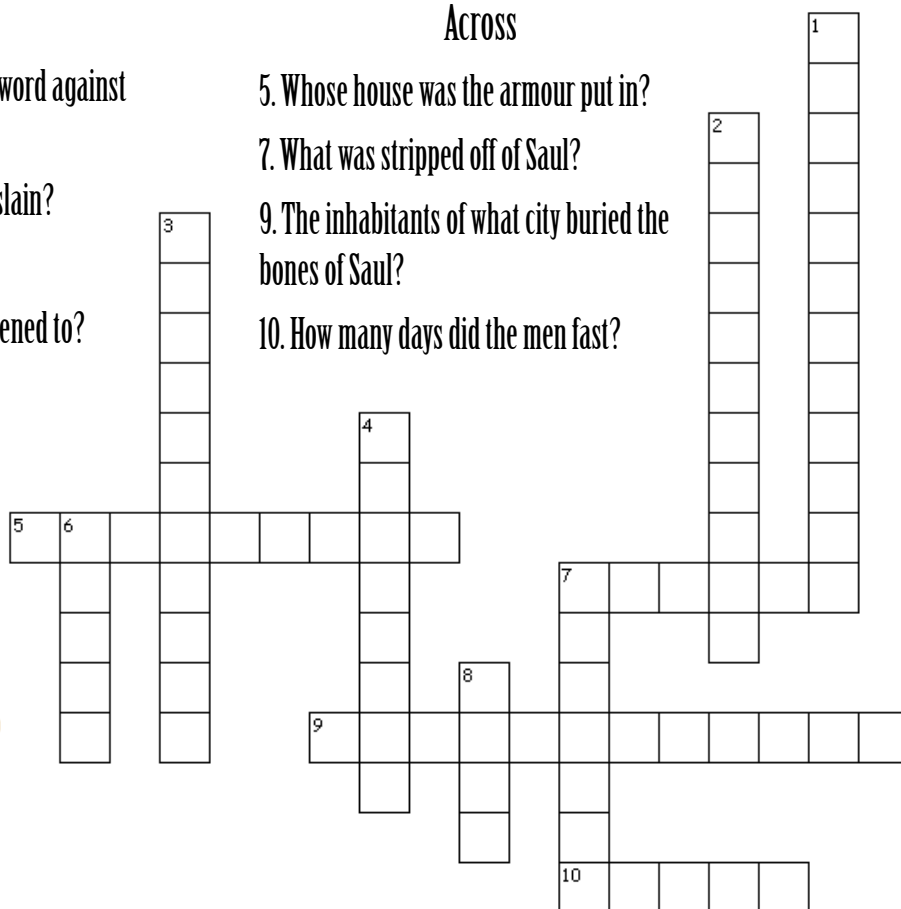 word against
slain?
ened to?
Across
5. Whose house was the armour put in?
7. What was stripped off of Saul?
9. The inhabitants of what city buried the
bones of Saul?
10. How many days did the men fast?
1
2
3
4
5 6
7
8
9
10